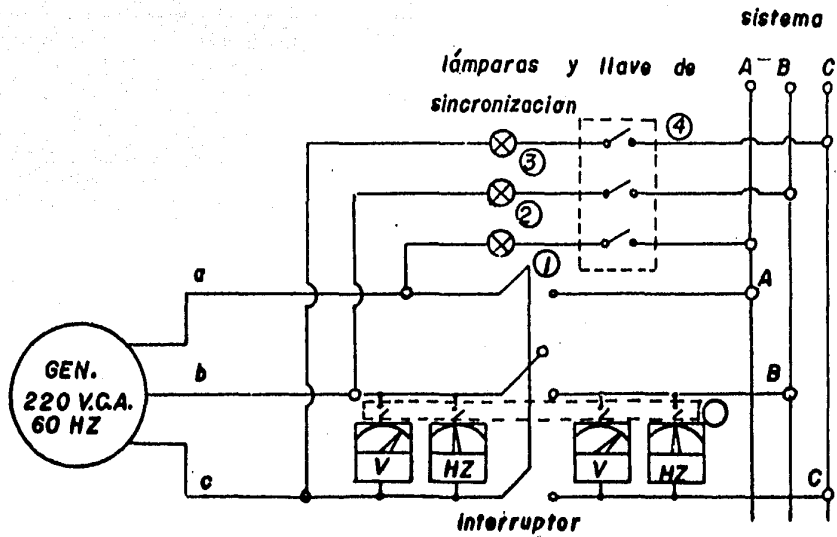 sistema
lámparas y llave de
sincronizacion
A B C
4
3
2
1
a
A
GEN.
220 V.C.A.
60 HZ
b
B
V
HZ
V
HZ
c
C
interruptor